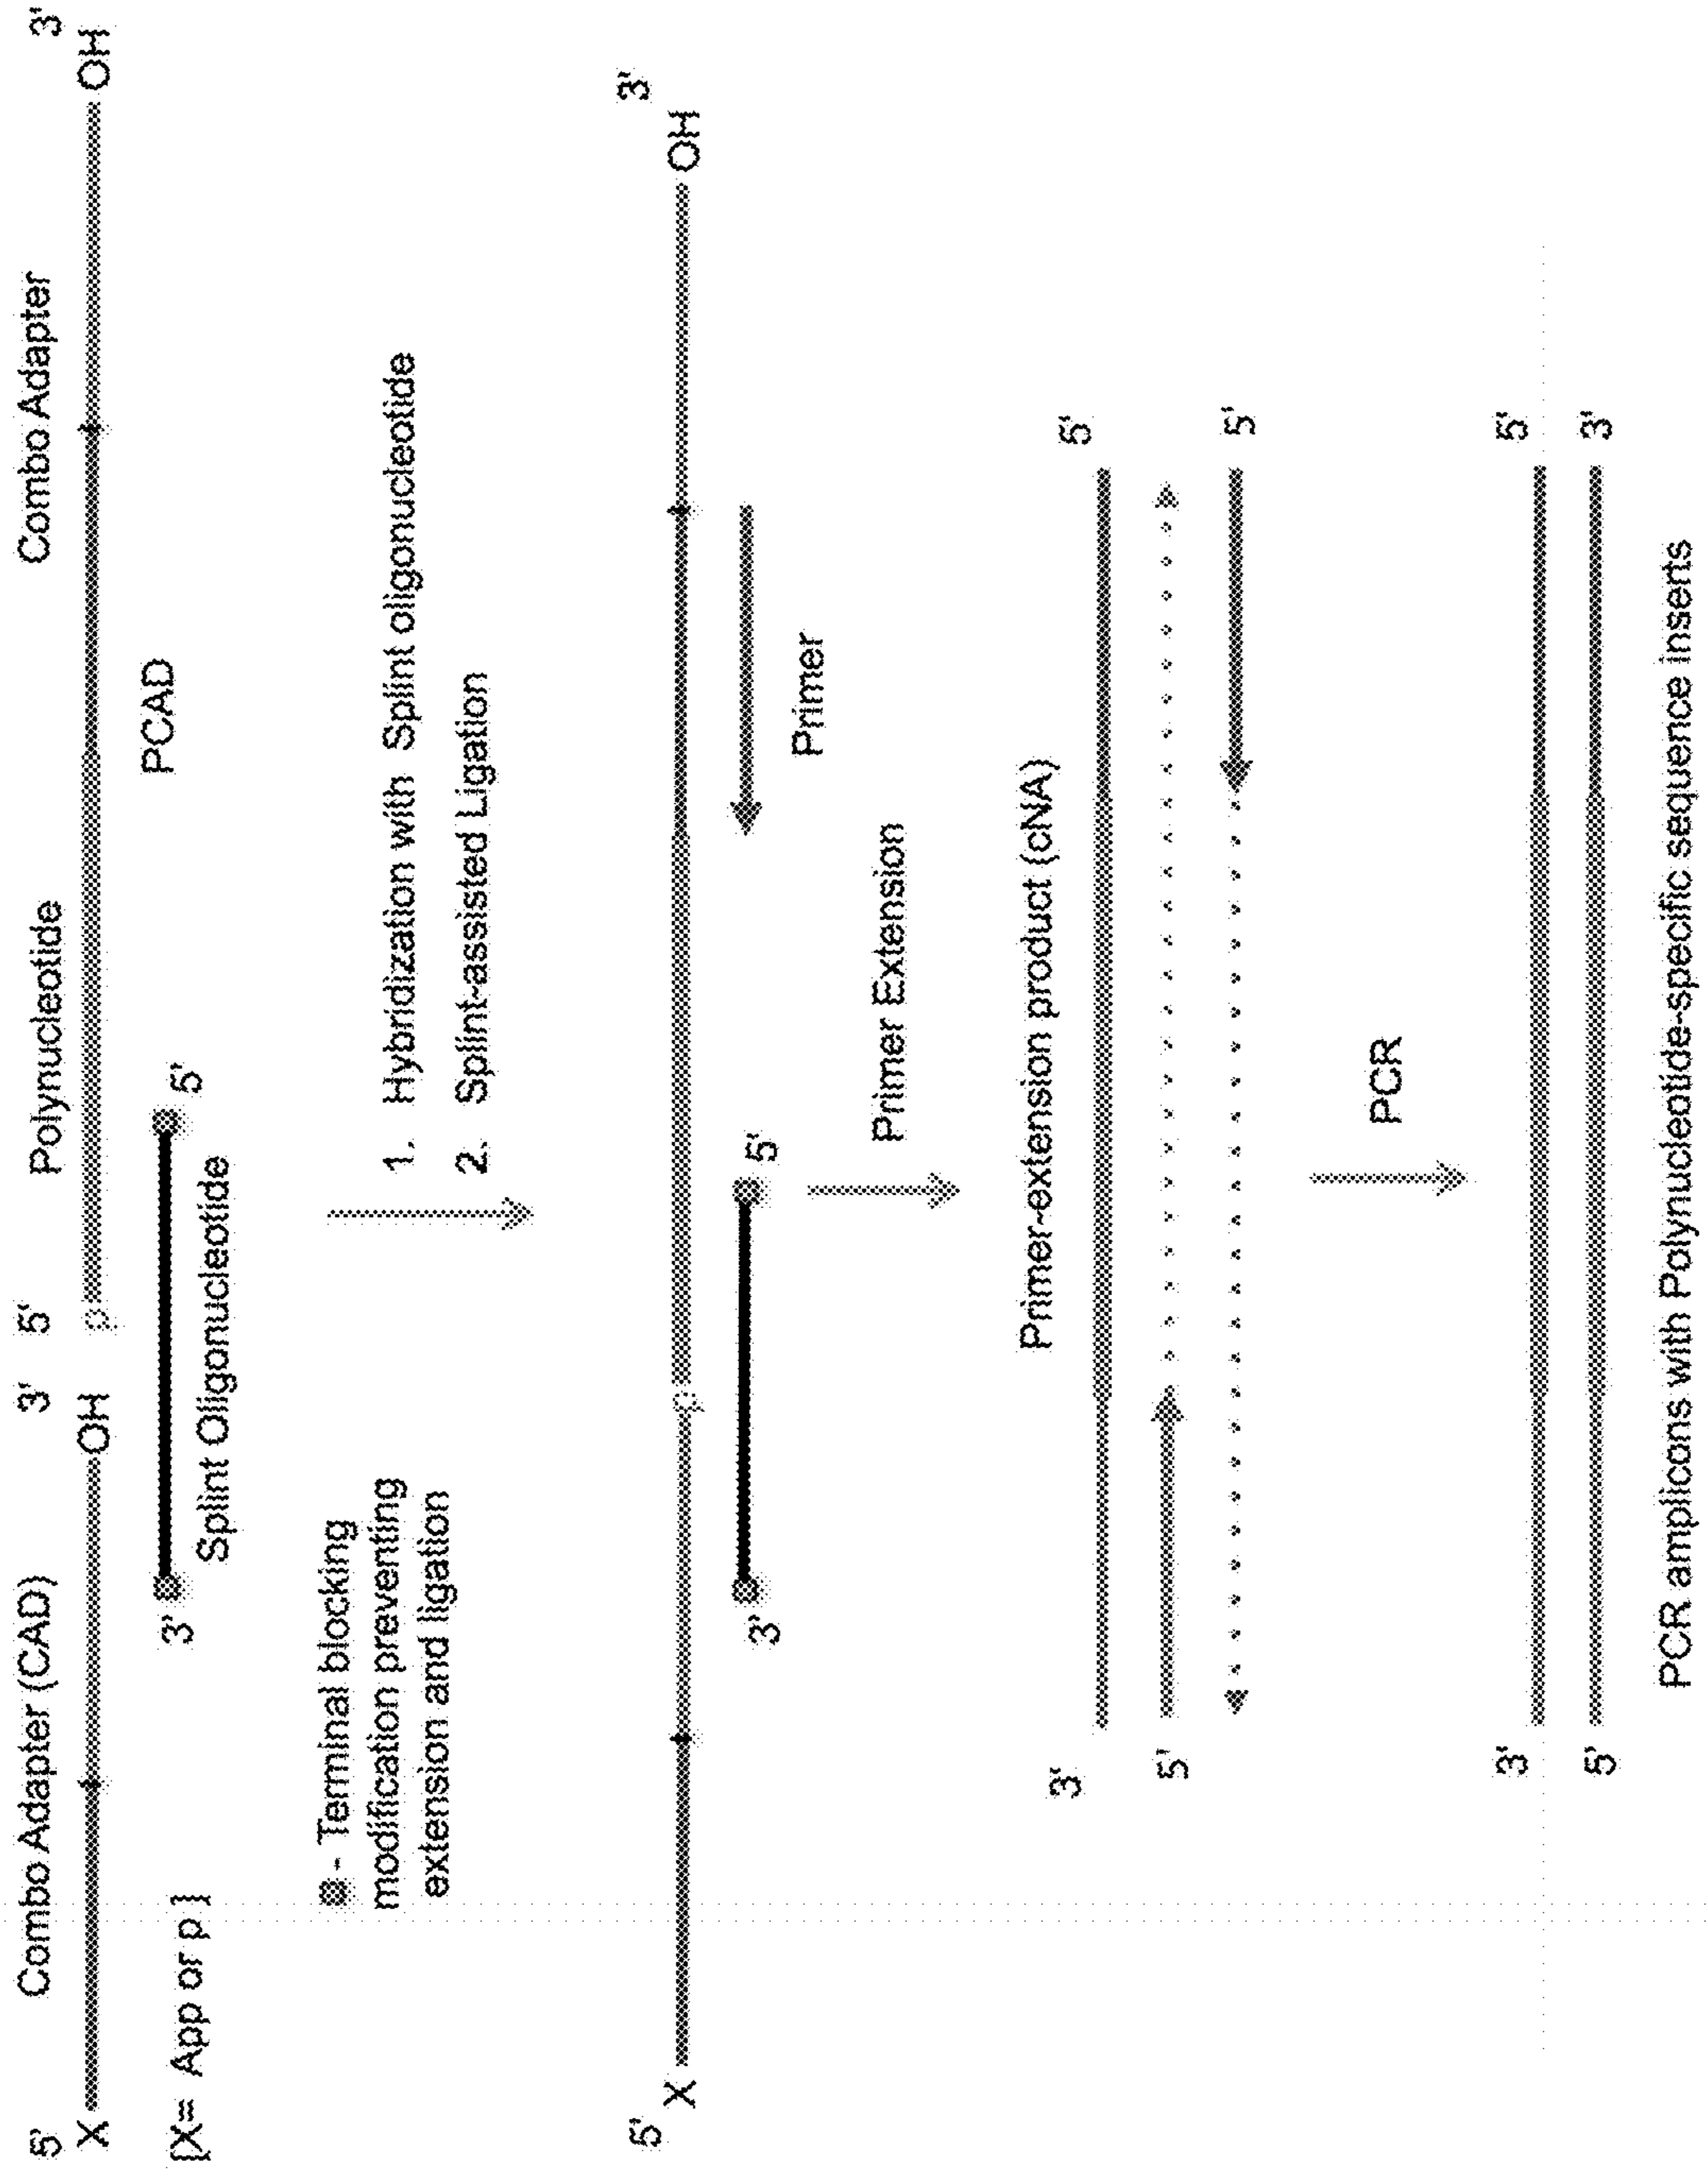 Combo Adapter (CAD)
Polynucleotide
Combo Adapter
5'
3'
5'
3'
X
OH
p
OH
[X= App or p ]
3'
5'
Splint Oligonucleotide
PCAD
- Terminal blocking
modification preventing
extension and ligation
1. Hybridization with Splint oligonucleotide
2. Splint-assisted Ligation
5'
3'
X
p
OH
3'
5'
Primer
Primer Extension
Primer-extension product (cNA)
3'
5'
5'
5'
PCR
3'
5'
5'
3'
PCR amplicons with Polynucleotide-specific sequence inserts